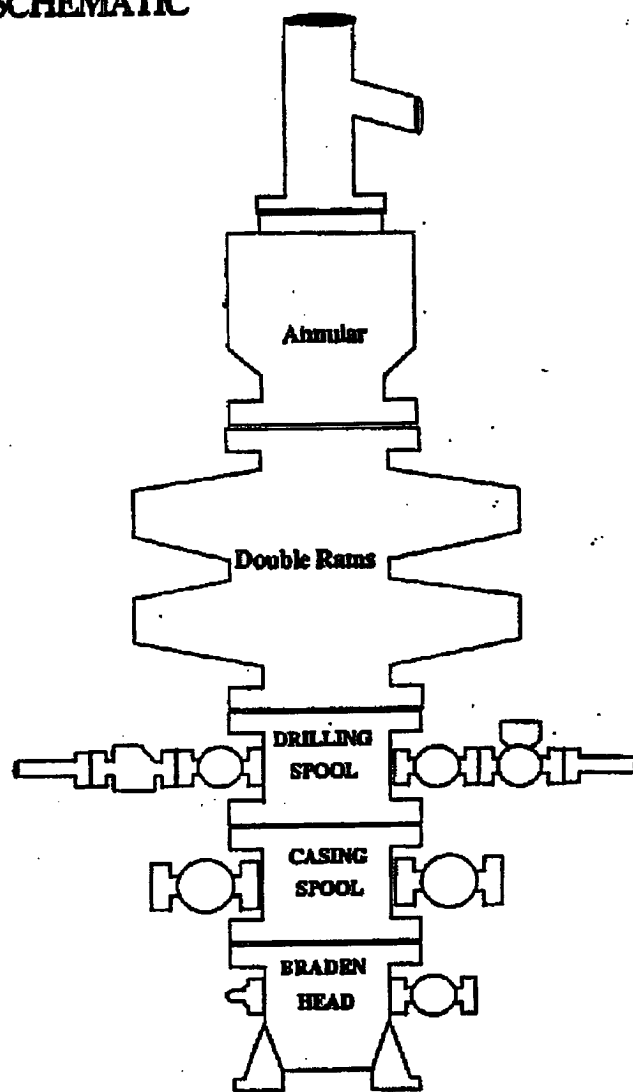 SCHEMATIC
Annular
Double Rams
DRILLING
SPOOL
CASING
SPOOL
BRADEN
HEAD